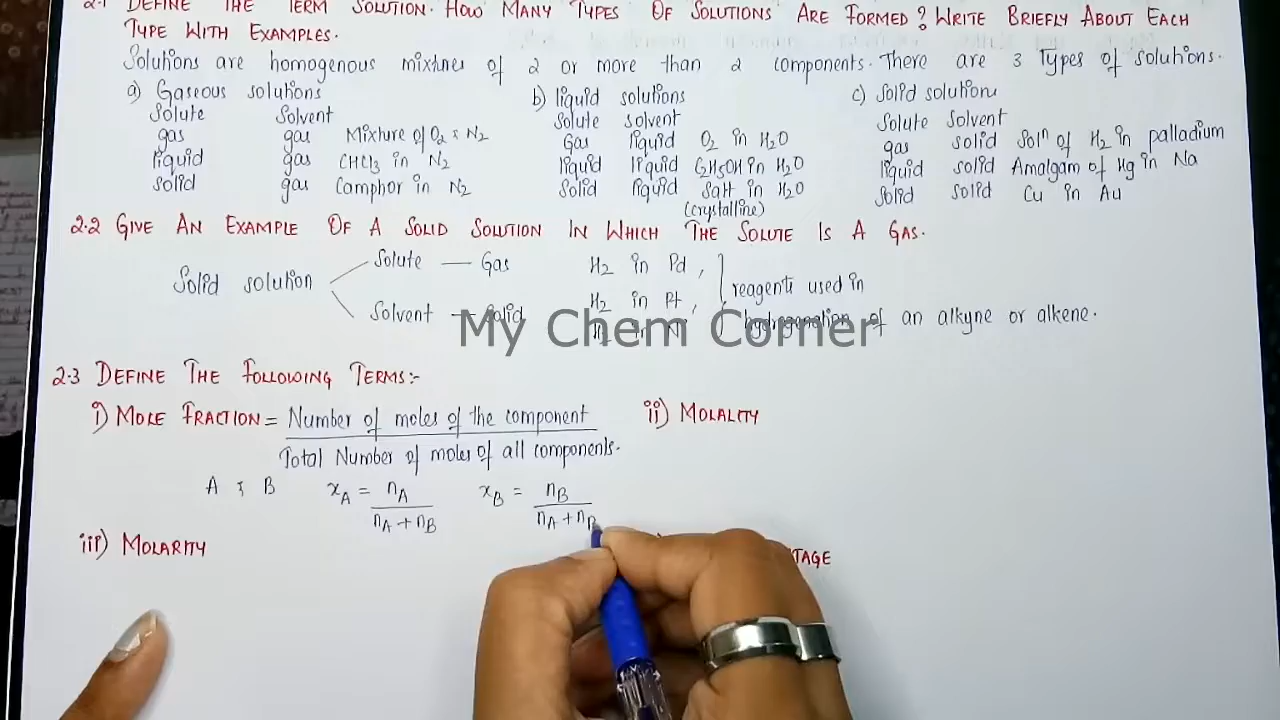 2.1 DEFINE THE TERM SOLUTION. HOW MANY TYPES OF SOLUTIONS ARE FORMED? WRITE BRIEFLY ABOUT EACH
TYPE WITH EXAMPLES.
Solutions are homogenous mixtures of 2 or more than 2 components. There are 3 Types of solutions.
a) Gaseous solutions
Solute Solvent
gas gas Mixture of O2 & N2
liquid gas CHCl3 in N2
Solid gas Camphor in N2
b) liquid solutions
Solute solvent
Gas liquid O2 in H2O
liquid liquid C2H5OH in H2O
Solid liquid Salt in H2O
(crystalline)
c) Solid solution
Solute Solvent
gas solid Solⁿ of H2 in palladium
liquid solid Amalgam of Hg in Na
Solid Solid Cu in Au
2.2 GIVE AN EXAMPLE OF A SOLID SOLUTION IN WHICH THE SOLUTE IS A GAS.
Solid solution
Solute — Gas
Solvent — Solid
H2 in Pd,
H2 in Pt,
H2 in Ni
reagents used in
hydrogenation of an alkyne or alkene.
My Chem Corner
2.3 DEFINE THE FOLLOWING TERMS:-
i) MOLE FRACTION = Number of moles of the component
Total Number of moles of all components.
A & B xA = nA / nA + nB xB = nB / nA + nB
ii) MOLALITY
iii) MOLARITY
TAGE